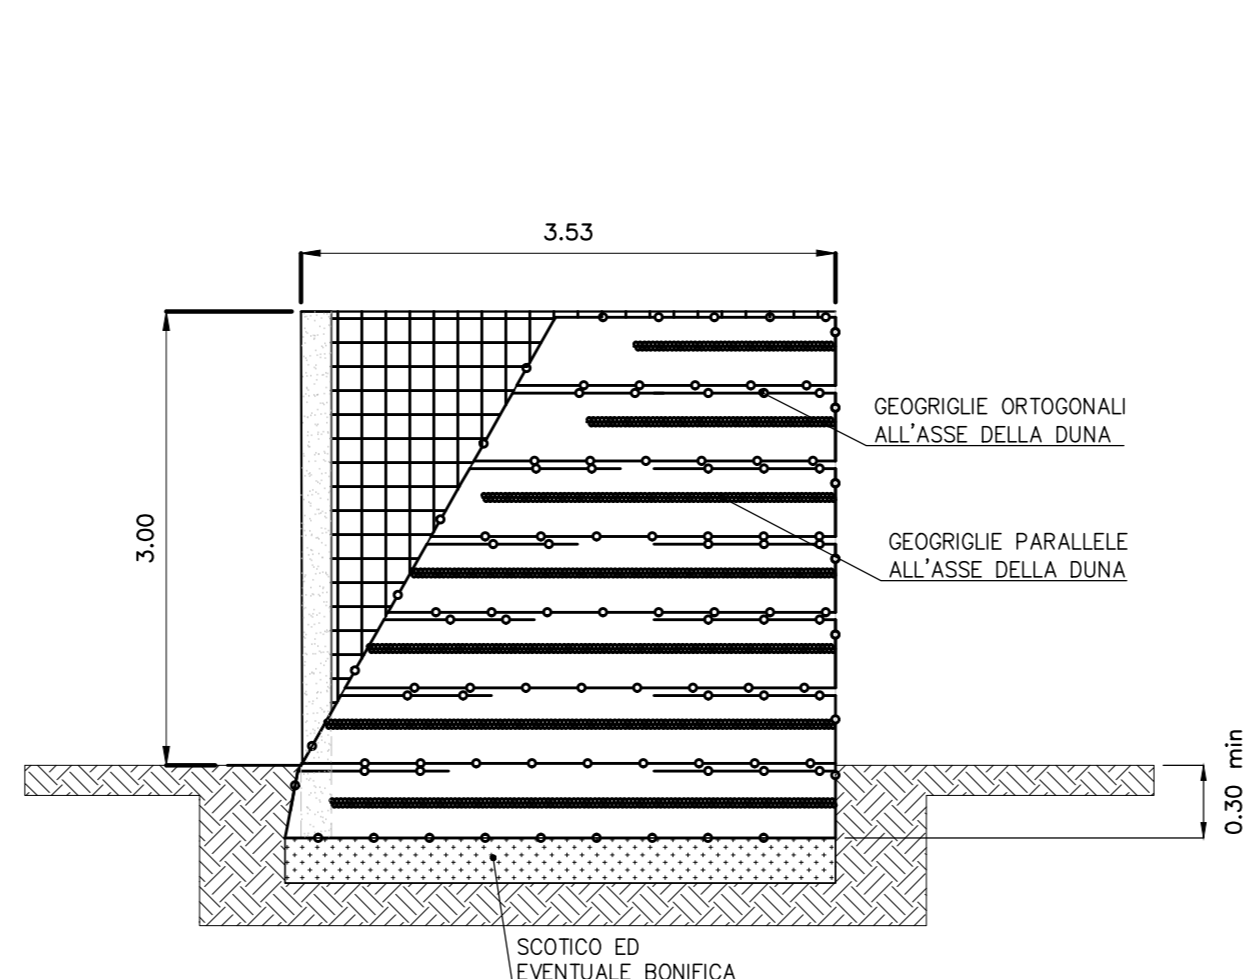 3.53
3.00
GEOGRIGLIE ORTOGONALI
ALL'ASSE DELLA DUNA
GEOGRIGLIE PARALLELE
ALL'ASSE DELLA DUNA
0.30 min
SCOTICO ED
EVENTUALE BONIFICA